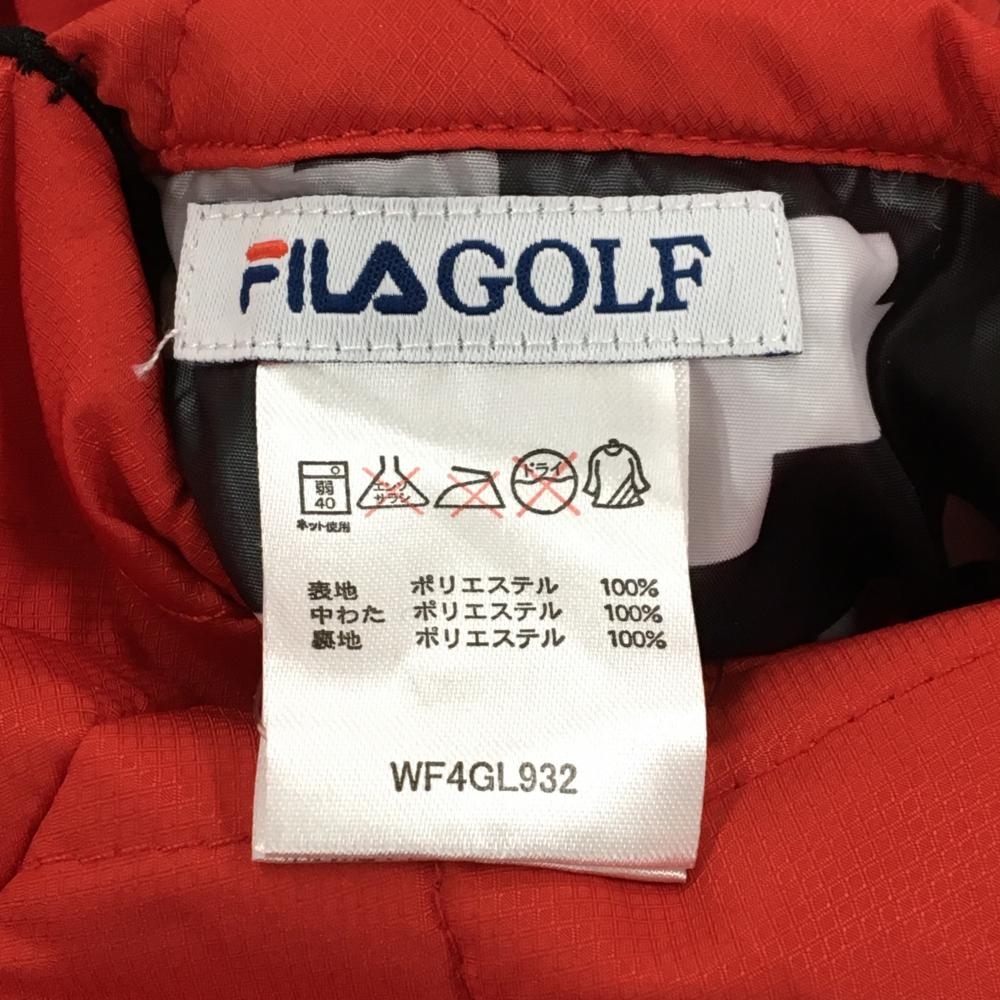 FILA GOLF
弱
40
ネット使用
エンソ
サラシ
ドライ
表地 ポリエステル 100%
中わた ポリエステル 100%
裏地 ポリエステル 100%
WF4GL932